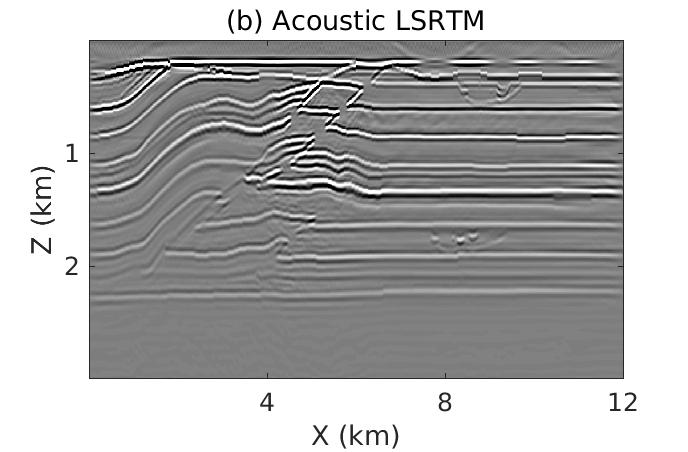 (b) Acoustic LSRTM
1
2
Z (km)
4 8 12
X (km)